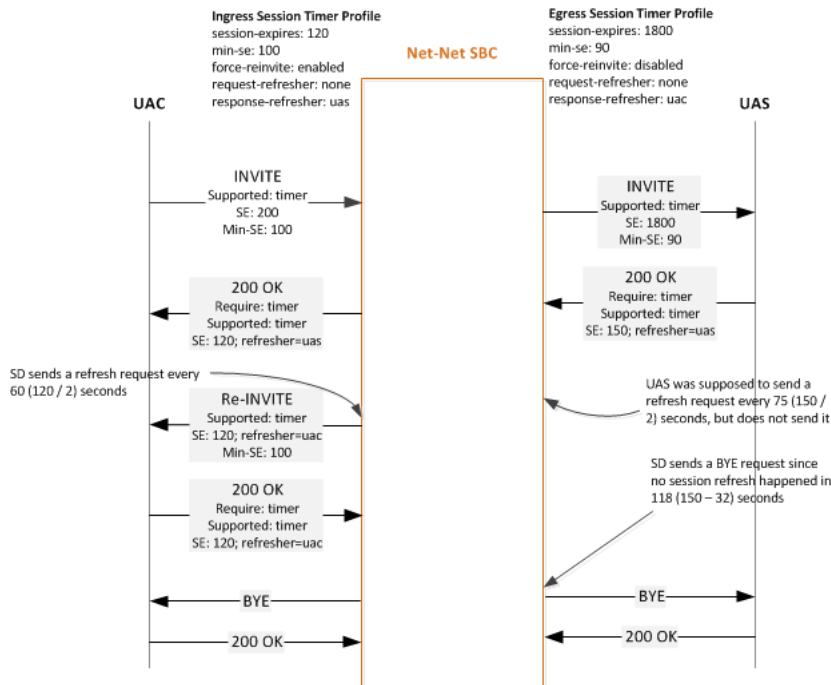 Ingress Session Timer Profile
session-expires: 120
min-se: 100
force-reinvite: enabled
request-refresher: none
response-refresher: uas
Net-Net SBC
Egress Session Timer Profile
session-expires: 1800
min-se: 90
force-reinvite: disabled
request-refresher: none
response-refresher: uac
UAC
UAS
INVITE
Supported: timer
SE: 200
Min-SE: 100
INVITE
Supported: timer
SE: 1800
Min-SE: 90
200 OK
Require: timer
Supported: timer
SE: 120; refresher=uas
200 OK
Require: timer
Supported: timer
SE: 150; refresher=uas
SD sends a refresh request every
60 (120 / 2) seconds
UAS was supposed to send a
refresh request every 75 (150 /
2) seconds, but does not send it
Re-INVITE
Supported: timer
SE: 120; refresher=uac
Min-SE: 100
SD sends a BYE request since
no session refresh happened in
118 (150 – 32) seconds
200 OK
Require: timer
Supported: timer
SE: 120; refresher=uac
BYE
BYE
200 OK
200 OK